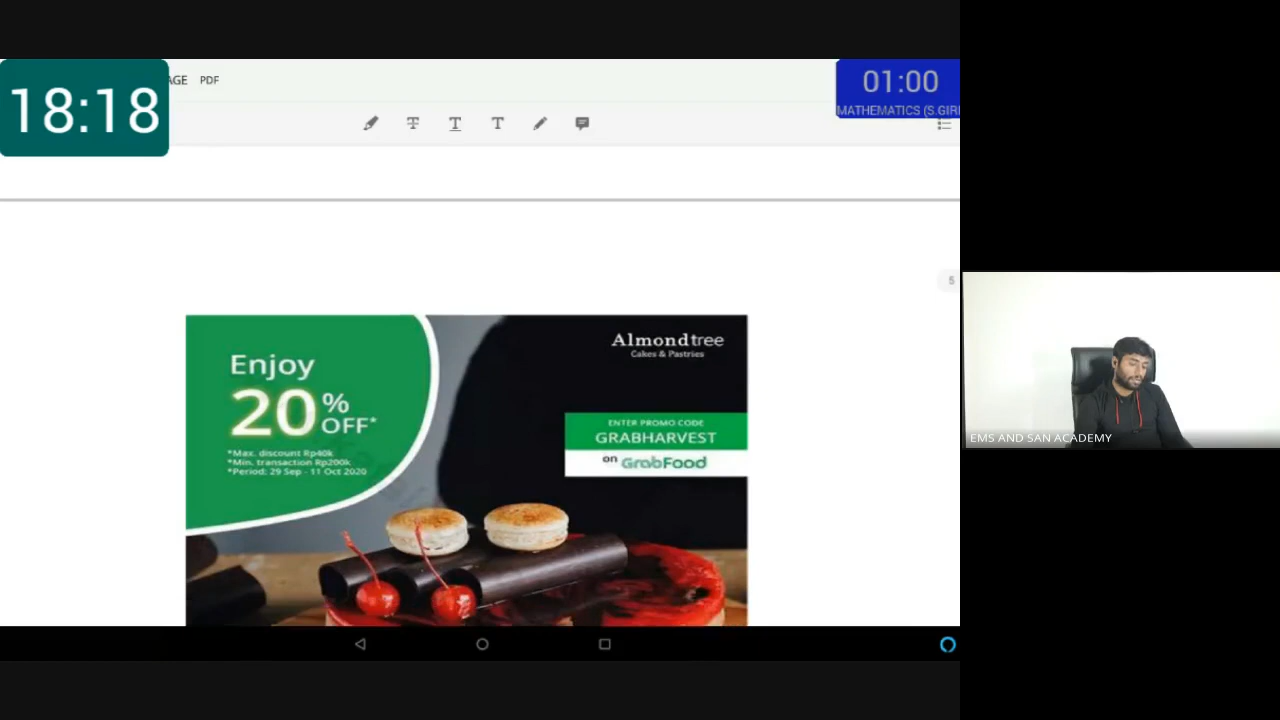 18:18
AGE PDF
01:00
MATHEMATICS (S.GIRI
5
Enjoy
20% OFF*
*Max. discount Rp40k
*Min. transaction Rp200k
*Period: 29 Sep - 11 Oct 2020
Almondtree
Cakes & Pastries
ENTER PROMO CODE
GRABHARVEST
on GrabFood
EMS AND SAN ACADEMY